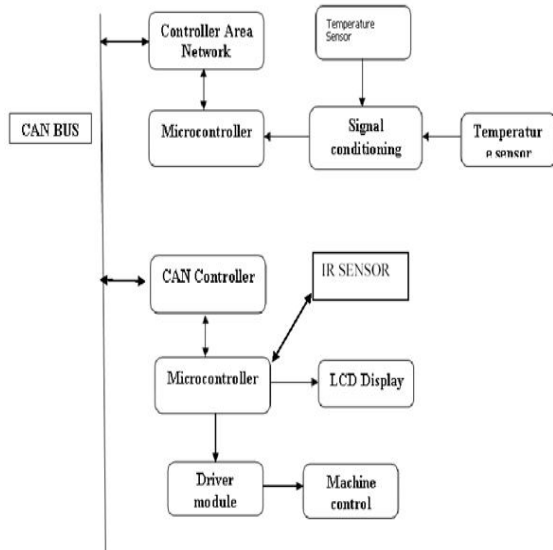 Controller Area
Network
Temperature
Sensor
CAN BUS
Microcontroller
Signal
conditioning
Temperatur
e sensor
CAN Controller
IR SENSOR
Microcontroller
LCD Display
Driver
module
Machine
control